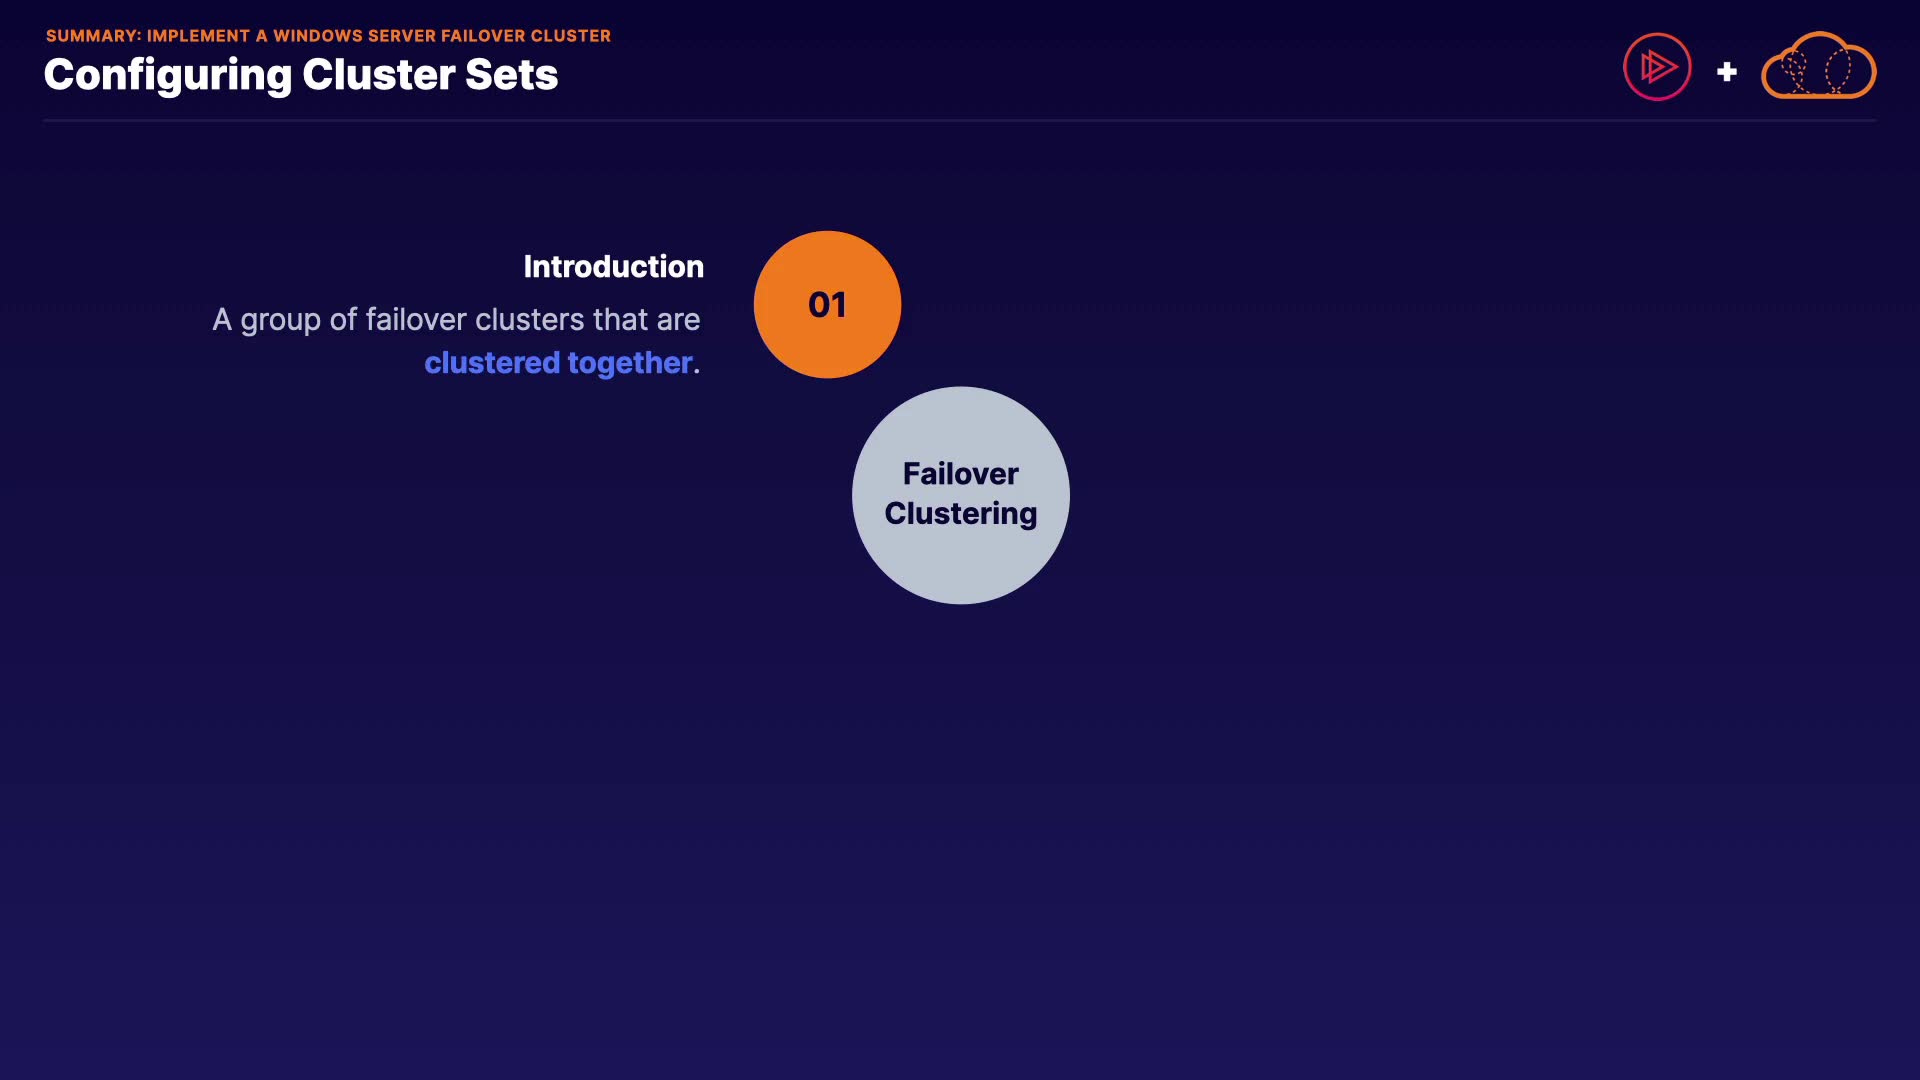 SUMMARY: IMPLEMENT A WINDOWS SERVER FAILOVER CLUSTER
Configuring Cluster Sets
+
Introduction
A group of failover clusters that are
clustered together.
01
Failover
Clustering